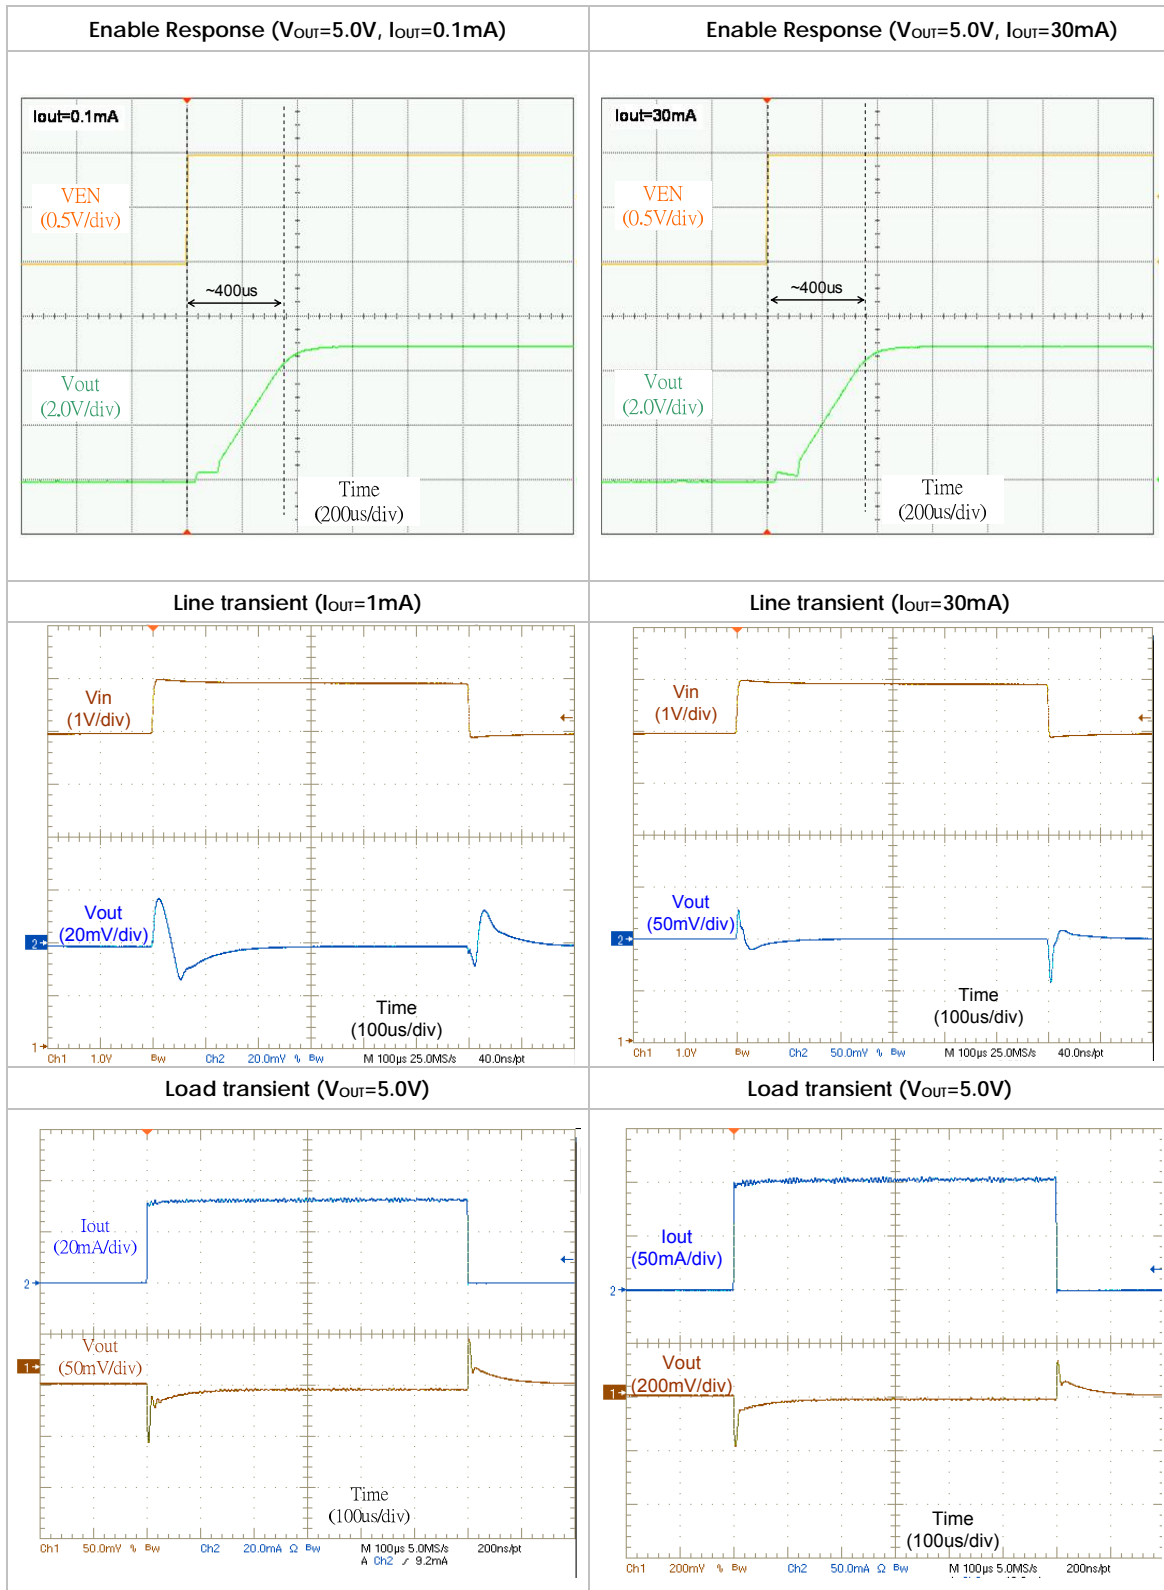 Enable Response (VOUT=5.0V, IOUT=0.1mA)
Enable Response (VOUT=5.0V, IOUT=30mA)
Iout=0.1mA
VEN
(0.5V/div)
~400us
Vout
(2.0V/div)
Time
(200us/div)
Iout=30mA
VEN
(0.5V/div)
~400us
Vout
(2.0V/div)
Time
(200us/div)
Line transient (IOUT=1mA)
Line transient (IOUT=30mA)
Vin
(1V/div)
Vout
(20mV/div)
2
Time
(100us/div)
1
Ch1 1.0V Bw Ch2 20.0mV % Bw M 100µs 25.0MS/s 40.0ns/pt
Vin
(1V/div)
Vout
(50mV/div)
2
Time
(100us/div)
1
Ch1 1.0V Bw Ch2 50.0mV % Bw M 100µs 25.0MS/s 40.0ns/pt
Load transient (VOUT=5.0V)
Load transient (VOUT=5.0V)
Iout
(20mA/div)
2
Vout
1
(50mV/div)
Time
(100us/div)
Ch1 50.0mV % Bw Ch2 20.0mA Ω Bw M 100µs 5.0MS/s 200ns/pt
A Ch2 / 9.2mA
Iout
(50mA/div)
2
Vout
(200mV/div)
1
Time
(100us/div)
Ch1 200mV % Bw Ch2 50.0mA Ω Bw M 100µs 5.0MS/s 200ns/pt